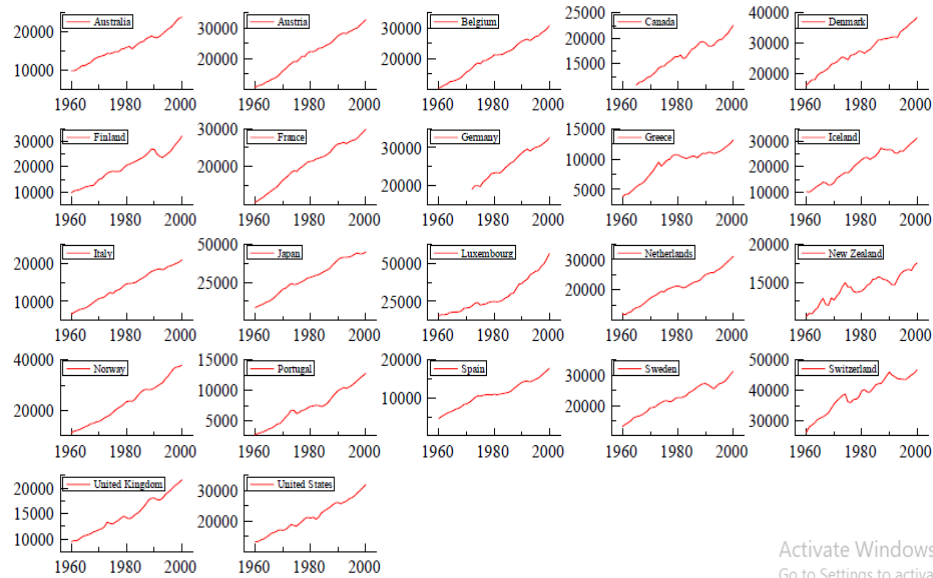 Australia Austria Belgium Canada Denmark
20000 30000 30000 25000 40000
20000 20000 20000 30000
10000 15000 20000
1960 1980 2000 1960 1980 2000 1960 1980 2000 1960 1980 2000 1960 1980 2000
Finland France Germany Greece Iceland
30000 30000 30000 15000 30000
20000 20000 20000 10000 20000
10000 5000 10000
1960 1980 2000 1960 1980 2000 1960 1980 2000 1960 1980 2000 1960 1980 2000
Italy Japan Luxembourg Netherlands New Zealand
20000 50000 50000 30000 20000
10000 25000 25000 20000 15000
1960 1980 2000 1960 1980 2000 1960 1980 2000 1960 1980 2000 1960 1980 2000
Norway Portugal Spain Sweden Switzerland
40000 15000 20000 30000 50000
20000 10000 10000 20000 40000
5000 30000
1960 1980 2000 1960 1980 2000 1960 1980 2000 1960 1980 2000 1960 1980 2000
United Kingdom United States
20000 30000
15000 20000
10000
1960 1980 2000 1960 1980 2000
Activate Windows
Go to Settings to activa